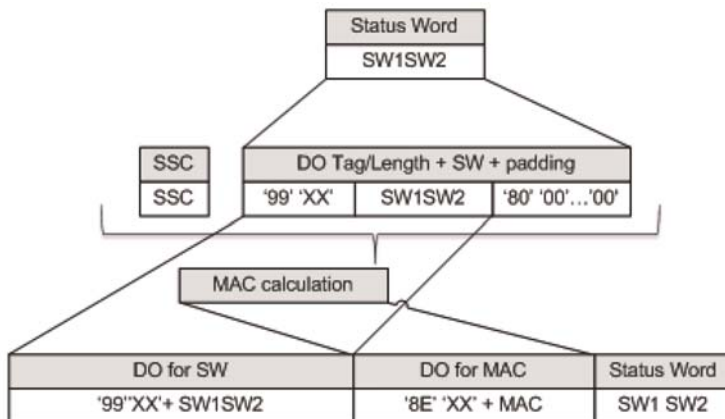 Status Word
SW1SW2
SSC DO Tag/Length + SW + padding
SSC '99' 'XX' SW1SW2 '80' '00'...'00'
MAC calculation
DO for SW DO for MAC Status Word
'99''XX'+ SW1SW2 '8E' 'XX' + MAC SW1 SW2